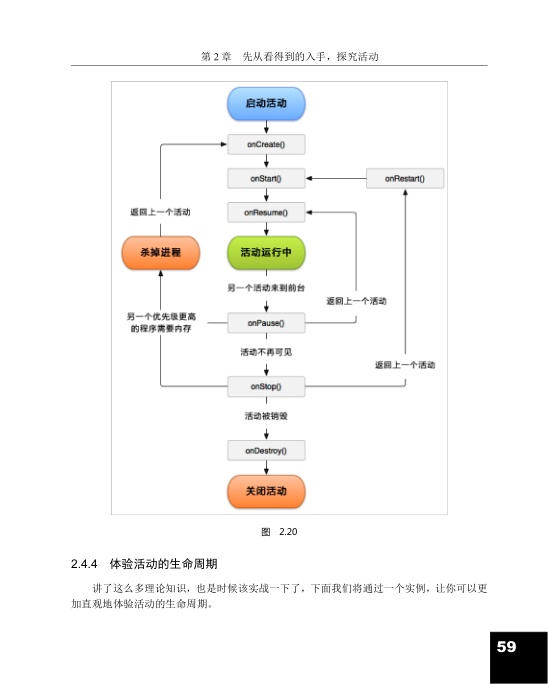 第 2 章 先从看得到的入手，探究活动
启动活动
onCreate()
onStart()
onRestart()
返回上一个活动
onResume()
杀掉进程
活动运行中
另一个活动来到前台
返回上一个活动
另一个优先级更高
的程序需要内存
onPause()
活动不再可见
返回上一个活动
onStop()
活动被销毁
onDestroy()
关闭活动
图 2.20
2.4.4 体验活动的生命周期
讲了这么多理论知识，也是时候该实战一下了，下面我们将通过一个实例，让你可以更
加直观地体验活动的生命周期。
59